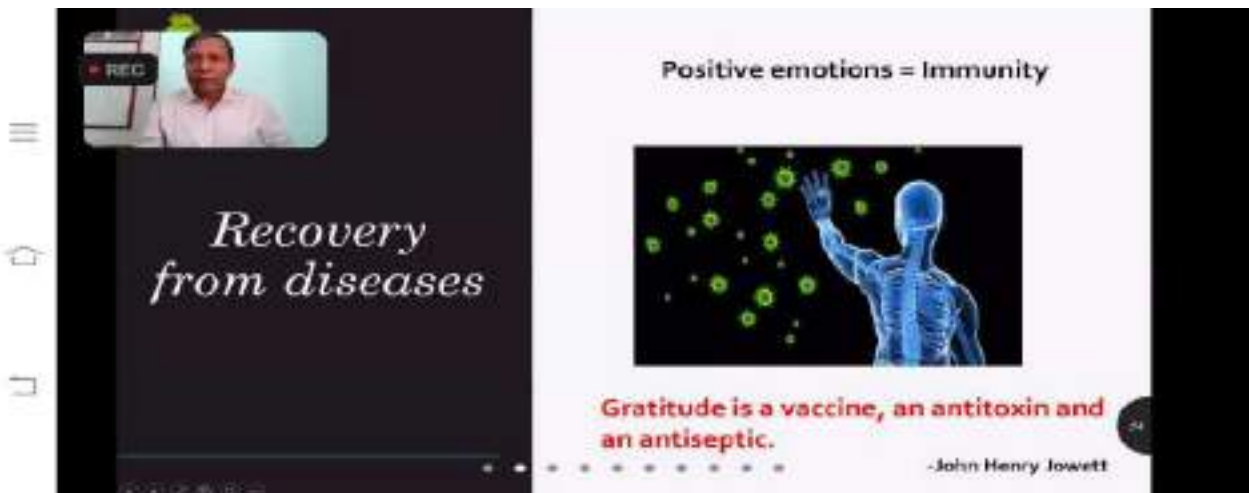 REC
Recovery
from diseases
Positive emotions = Immunity
Gratitude is a vaccine, an antitoxin and
an antiseptic.
-John Henry Jowett